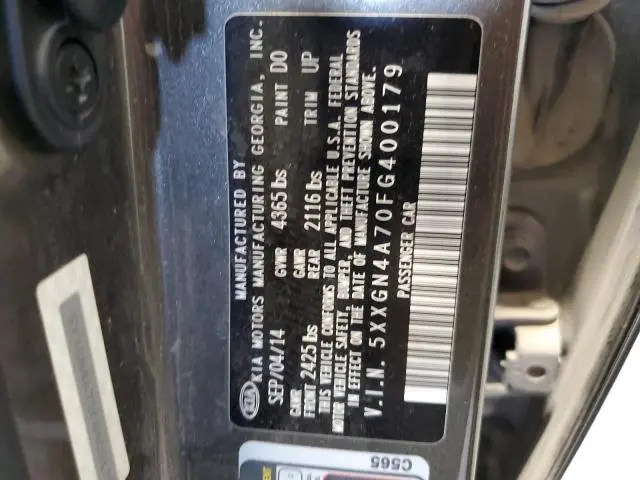 KIA
MANUFACTURED BY
KIA MOTORS MANUFACTURING GEORGIA, INC.
SEP/04/14 GVWR 4365 lbs PAINT D0
GAWR FRONT 2425 lbs GAWR REAR 2116 lbs TRIM UP
THIS VEHICLE CONFORMS TO ALL APPLICABLE U.S.A. FEDERAL
MOTOR VEHICLE SAFETY, BUMPER, AND THEFT PREVENTION STANDARDS
IN EFFECT ON THE DATE OF MANUFACTURE SHOWN ABOVE.
V.I.N. 5XXGN4A70FG400179
PASSENGER CAR
C565